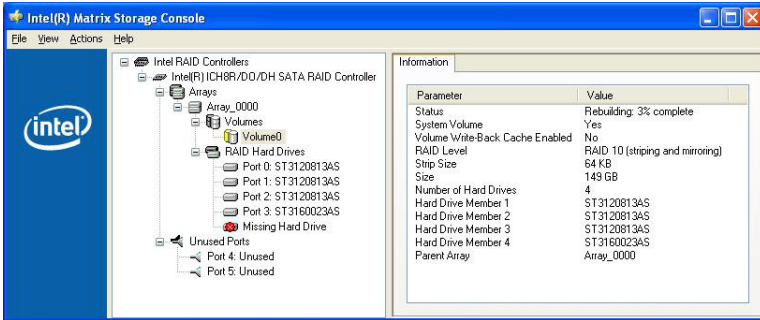 Intel(R) Matrix Storage Console
File View Actions Help
intel
Intel RAID Controllers
Intel(R) ICH8R/DO/DH SATA RAID Controller
Arrays
Array_0000
Volumes
Volume0
RAID Hard Drives
Port 0: ST3120813AS
Port 1: ST3120813AS
Port 2: ST3120813AS
Port 3: ST3160023AS
Missing Hard Drive
Unused Ports
Port 4: Unused
Port 5: Unused
Information
Parameter Value
Status Rebuilding: 3% complete
System Volume Yes
Volume Write-Back Cache Enabled No
RAID Level RAID 10 (striping and mirroring)
Strip Size 64 KB
Size 149 GB
Number of Hard Drives 4
Hard Drive Member 1 ST3120813AS
Hard Drive Member 2 ST3120813AS
Hard Drive Member 3 ST3120813AS
Hard Drive Member 4 ST3160023AS
Parent Array Array_0000